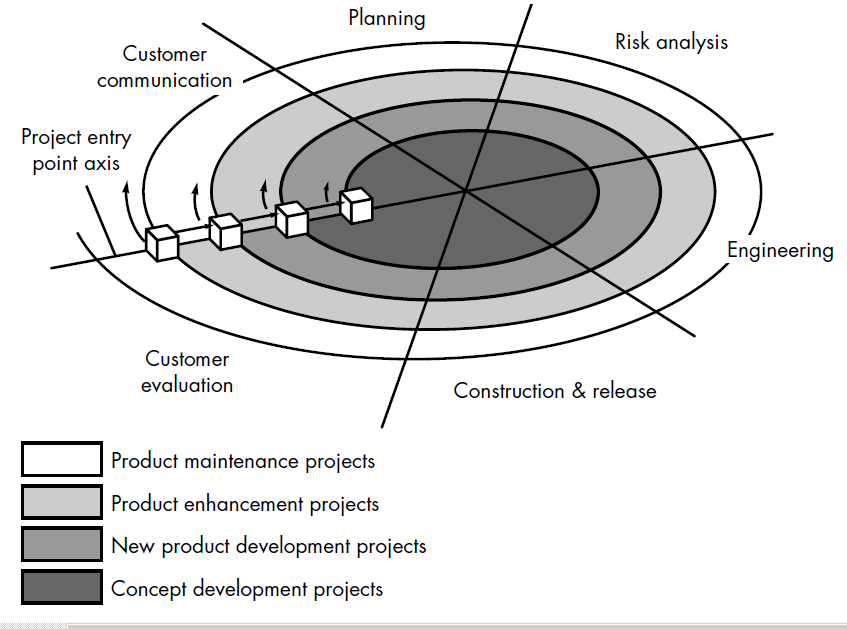 Planning
Risk analysis
Customer
communication
Project entry
point axis
Engineering
Customer
evaluation
Construction & release
Product maintenance projects
Product enhancement projects
New product development projects
Concept development projects